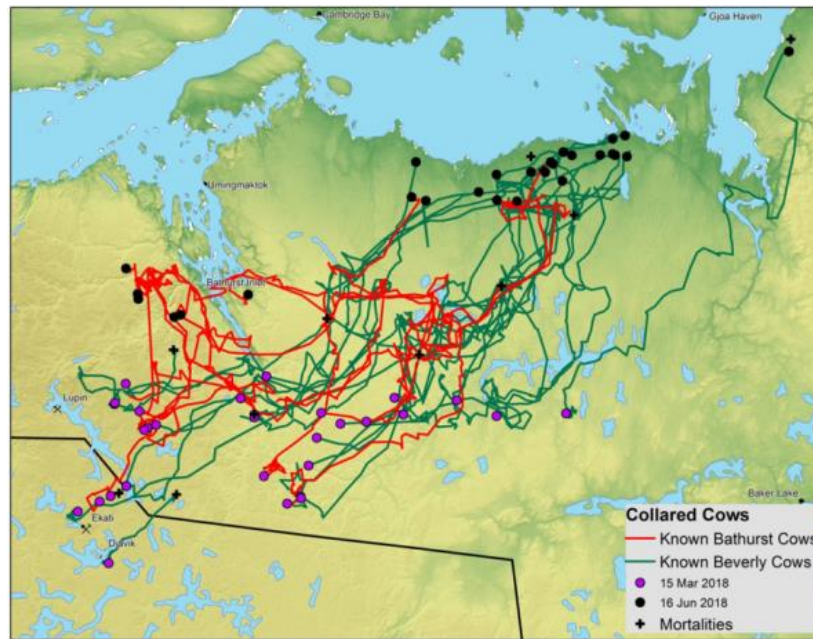 Cambridge Bay
Gjoa Haven
Umingmaktok
Bathurst Inlet
Lupin
Baker Lake
Ekati
Diavik
Collared Cows
Known Bathurst Cows
Known Beverly Cows
15 Mar 2018
16 Jun 2018
Mortalities